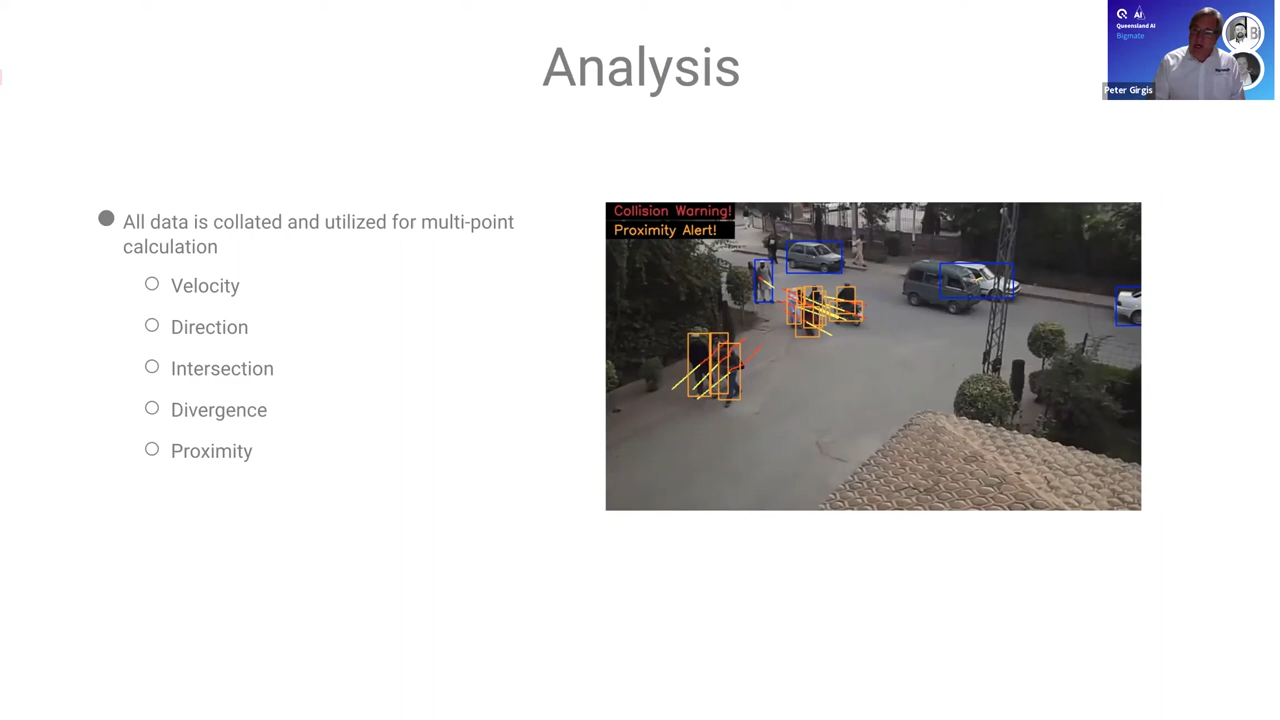 Analysis
Queensland AI
Bigmate
Peter Girgis
All data is collated and utilized for multi-point
calculation
Velocity
Direction
Intersection
Divergence
Proximity
Collision Warning!
Proximity Alert!